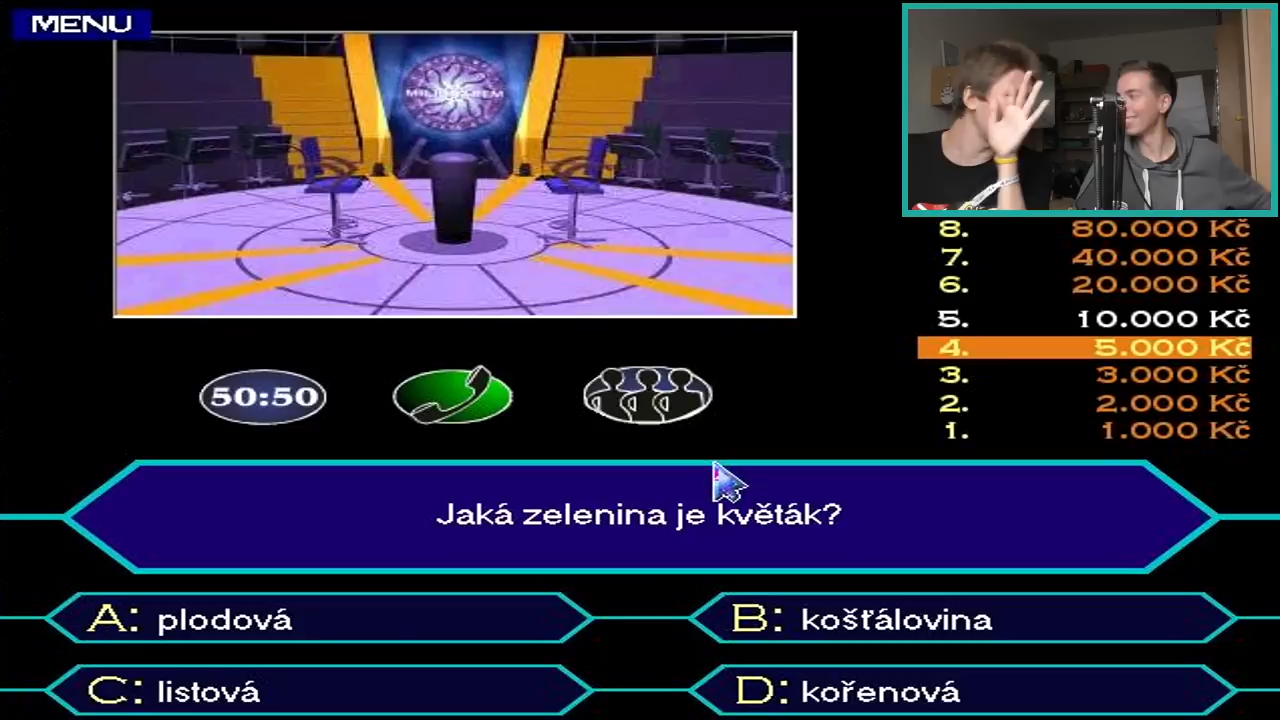 MENU
MILIONÁŘEM
8. 80.000 Kč
7. 40.000 Kč
6. 20.000 Kč
5. 10.000 Kč
4. 5.000 Kč
3. 3.000 Kč
2. 2.000 Kč
1. 1.000 Kč
50:50
Jaká zelenina je květák?
A: plodová
B: košťálovina
C: listová
D: kořenová